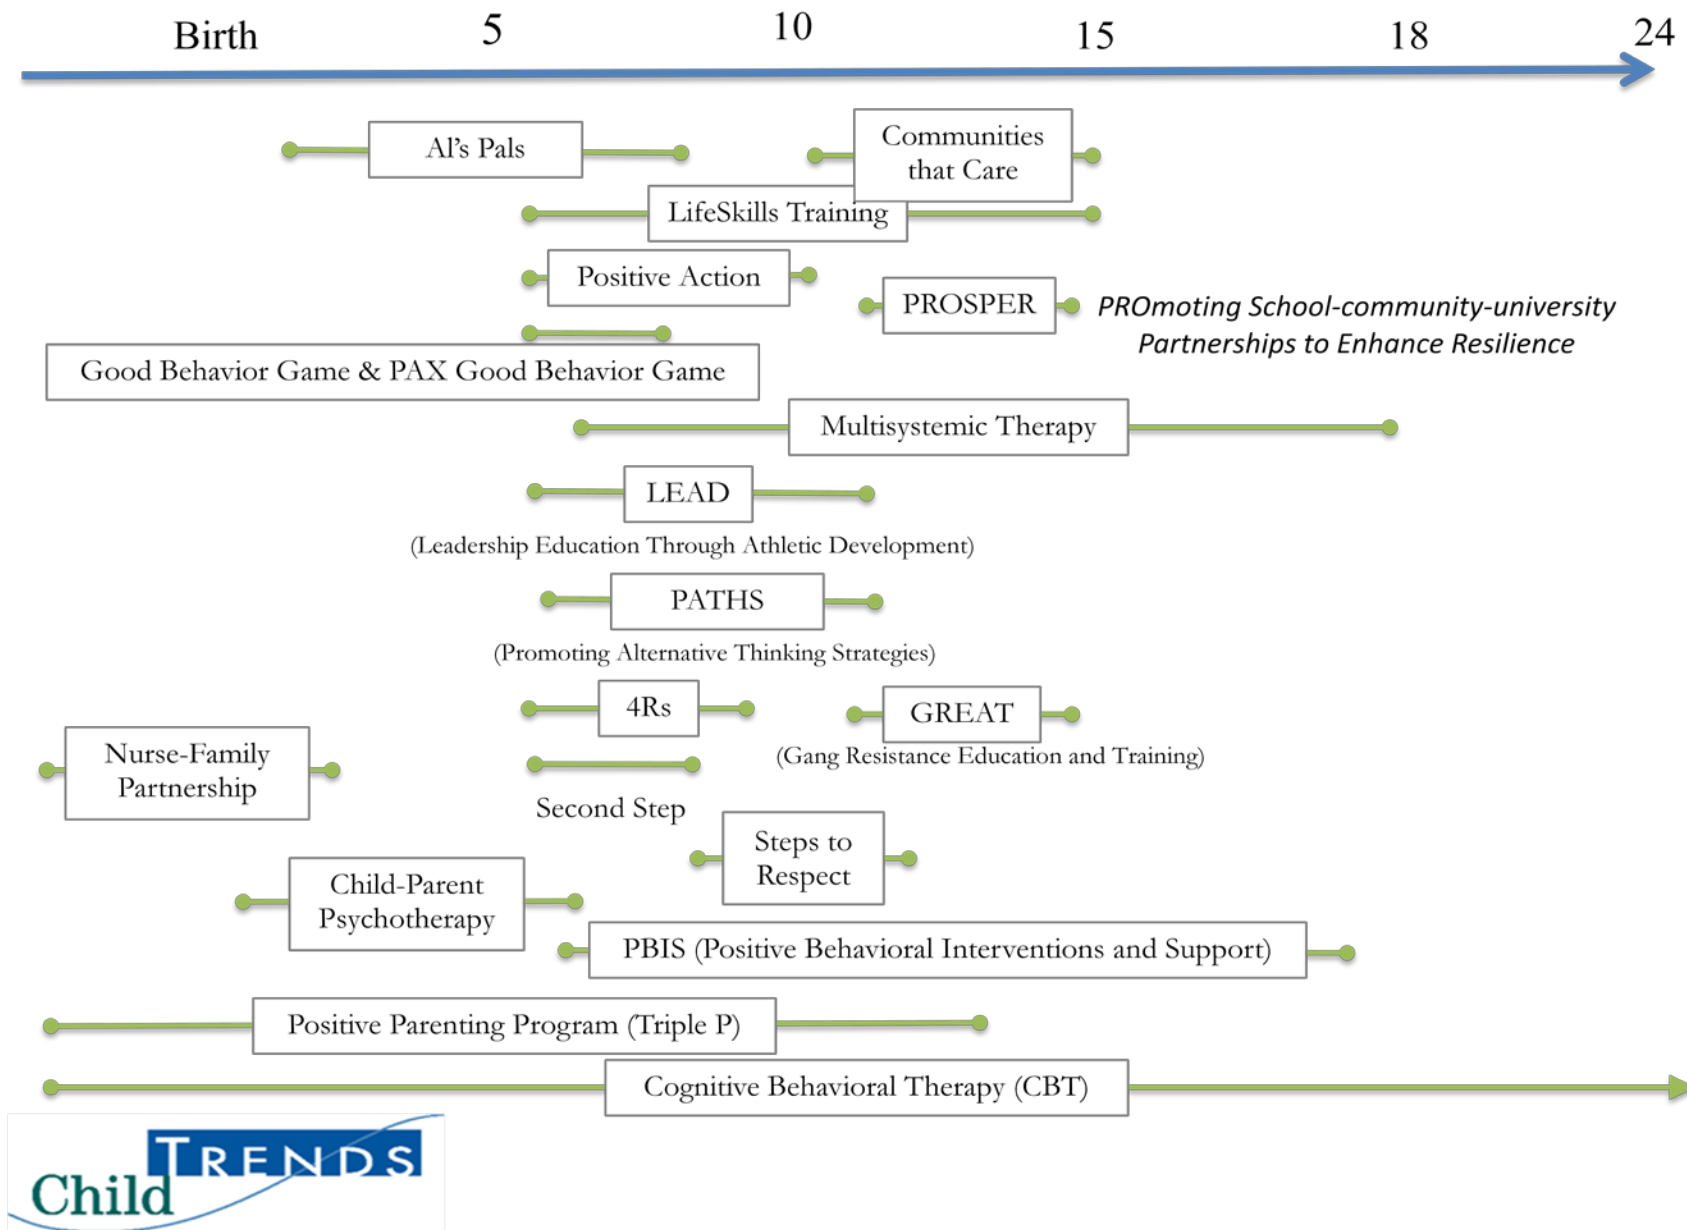 Birth 5 10 15 18 24
Al's Pals
Communities
that Care
LifeSkills Training
Positive Action
PROSPER
PROmoting School-community-university
Partnerships to Enhance Resilience
Good Behavior Game & PAX Good Behavior Game
Multisystemic Therapy
LEAD
(Leadership Education Through Athletic Development)
PATHS
(Promoting Alternative Thinking Strategies)
4Rs
GREAT
(Gang Resistance Education and Training)
Nurse-Family
Partnership
Second Step
Steps to
Respect
Child-Parent
Psychotherapy
PBIS (Positive Behavioral Interventions and Support)
Positive Parenting Program (Triple P)
Cognitive Behavioral Therapy (CBT)
TRENDS
Child